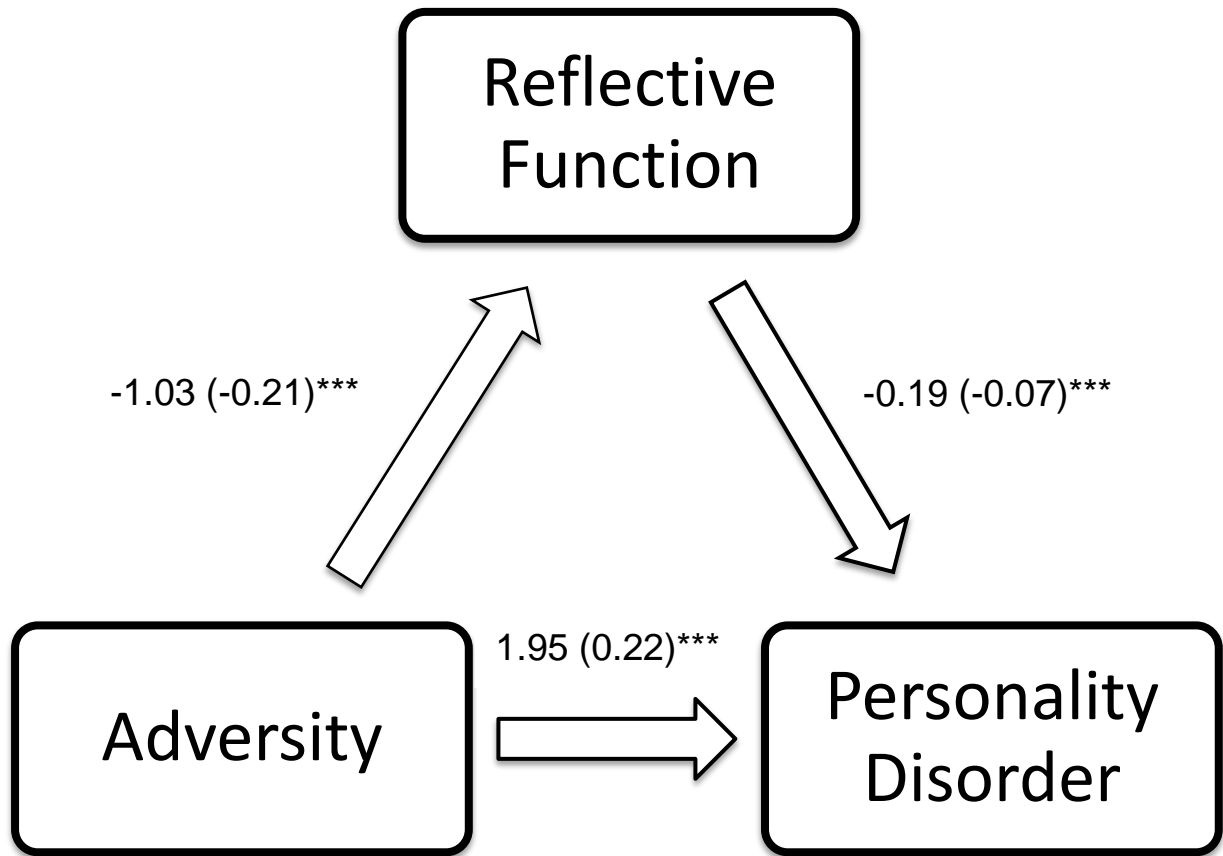 Reflective
Function
-1.03 (-0.21)***
-0.19 (-0.07)***
1.95 (0.22)***
Adversity
Personality
Disorder